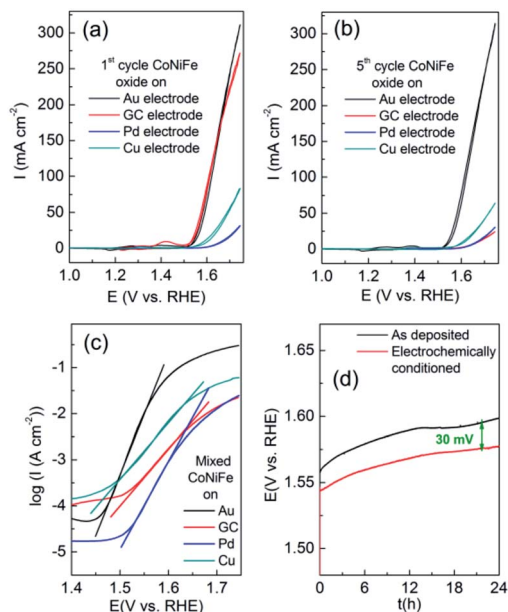 (a)
1st cycle CoNiFe
oxide on
Au electrode
GC electrode
Pd electrode
Cu electrode
300
250
200
150
100
50
0
I (mA cm-2)
1.0 1.2 1.4 1.6
E (V vs. RHE)
(b)
5th cycle CoNiFe
oxide on
Au electrode
GC electrode
Pd electrode
Cu electrode
300
250
200
150
100
50
0
I (mA cm-2)
1.0 1.2 1.4 1.6
E (V vs. RHE)
(c)
-1
-2
-3
-4
-5
log (I (A cm-2))
Mixed
CoNiFe
on
Au
GC
Pd
Cu
1.4 1.5 1.6 1.7
E(V vs. RHE)
(d)
As deposited
Electrochemically
conditioned
30 mV
1.65
1.60
1.55
1.50
E(V vs. RHE)
0 6 12 18 24
t(h)